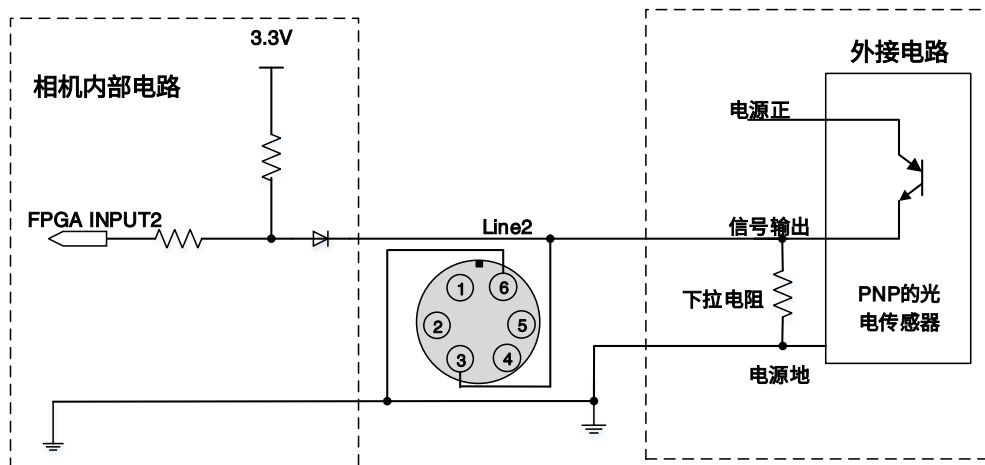 3.3V
外接电路
相机内部电路
电源正
FPGA INPUT2
Line2
信号输出
1
6
下拉电阻
PNP的光
电传感器
2
5
3
4
电源地